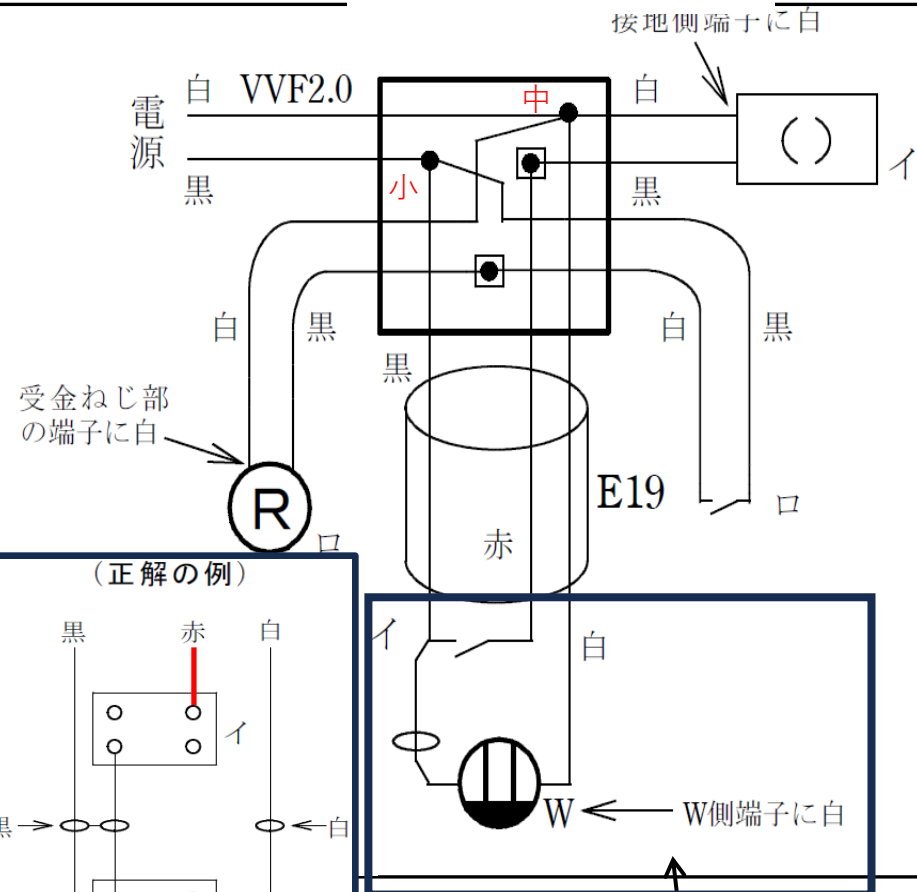 接地側端子に白
白
VVF2.0
中
白
電源
小
黒
黒
イ
白
黒
黒
白
黒
受金ねじ部
の端子に白
R
ロ
E19
赤
ロ
(正解の例)
黒
赤
白
イ
黒
白
イ
白
W
W側端子に白